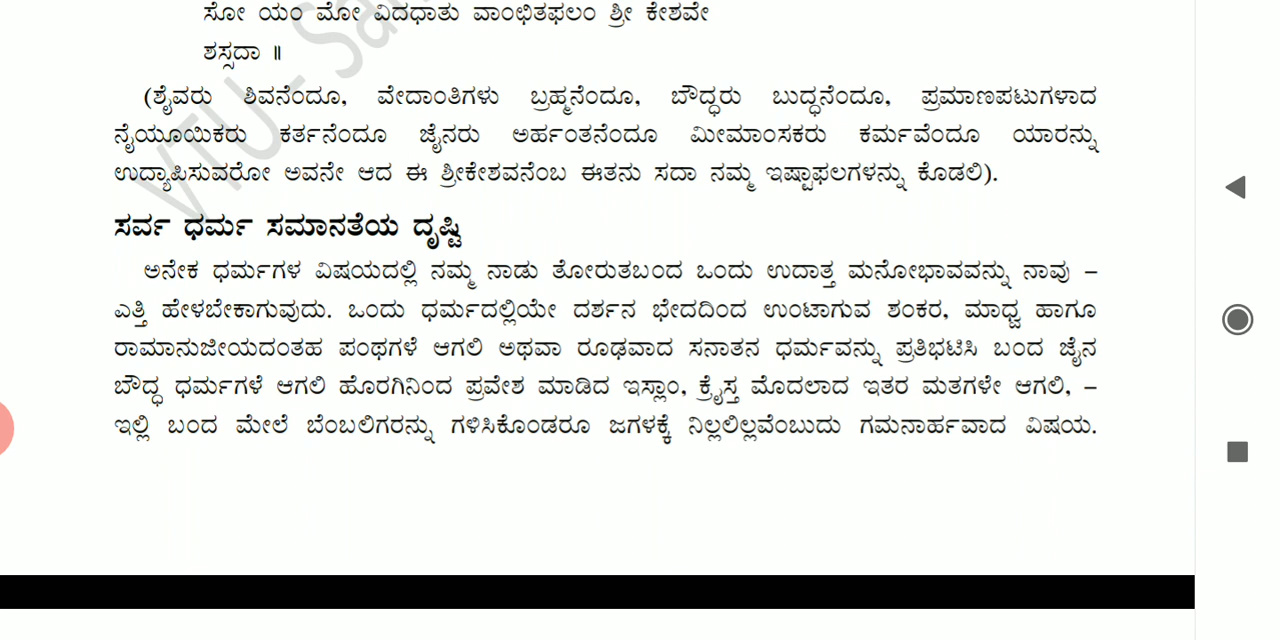 ಸೋ ಯಂ ಮೋ ವಿದಧಾತು ವಾಂಛಿತಫಲಂ ಶ್ರೀ ಕೇಶವೇ
ಶಸ್ಸದಾ ॥
(ಶೈವರು ಶಿವನೆಂದೂ, ವೇದಾಂತಿಗಳು ಬ್ರಹ್ಮನೆಂದೂ, ಬೌದ್ಧರು ಬುದ್ಧನೆಂದೂ, ಪ್ರಮಾಣಪಟುಗಳಾದ
ನೈಯೂಯಿಕರು ಕರ್ತನೆಂದೂ ಜೈನರು ಅರ್ಹಂತನೆಂದೂ ಮೀಮಾಂಸಕರು ಕರ್ಮವೆಂದೂ ಯಾರನ್ನು
ಉದ್ಯಾಪಿಸುವರೋ ಅವನೇ ಆದ ಈ ಶ್ರೀಕೇಶವನೆಂಬ ಈತನು ಸದಾ ನಮ್ಮ ಇಷ್ಟಾಫಲಗಳನ್ನು ಕೊಡಲಿ).
ಸರ್ವ ಧರ್ಮ ಸಮಾನತೆಯ ದೃಷ್ಟಿ
ಅನೇಕ ಧರ್ಮಗಳ ವಿಷಯದಲ್ಲಿ ನಮ್ಮ ನಾಡು ತೋರುತಬಂದ ಒಂದು ಉದಾತ್ತ ಮನೋಭಾವವನ್ನು ನಾವು –
ಎತ್ತಿ ಹೇಳಬೇಕಾಗುವುದು. ಒಂದು ಧರ್ಮದಲ್ಲಿಯೇ ದರ್ಶನ ಭೇದದಿಂದ ಉಂಟಾಗುವ ಶಂಕರ, ಮಾಧ್ವ ಹಾಗೂ
ರಾಮಾನುಜೀಯದಂತಹ ಪಂಥಗಳೆ ಆಗಲಿ ಅಥವಾ ರೂಢವಾದ ಸನಾತನ ಧರ್ಮವನ್ನು ಪ್ರತಿಭಟಿಸಿ ಬಂದ ಜೈನ
ಬೌದ್ಧ ಧರ್ಮಗಳೆ ಆಗಲಿ ಹೊರಗಿನಿಂದ ಪ್ರವೇಶ ಮಾಡಿದ ಇಸ್ಲಾಂ, ಕ್ರೈಸ್ತ ಮೊದಲಾದ ಇತರ ಮತಗಳೇ ಆಗಲಿ, –
ಇಲ್ಲಿ ಬಂದ ಮೇಲೆ ಬೆಂಬಲಿಗರನ್ನು ಗಳಿಸಿಕೊಂಡರೂ ಜಗಳಕ್ಕೆ ನಿಲ್ಲಲಿಲ್ಲವೆಂಬುದು ಗಮನಾರ್ಹವಾದ ವಿಷಯ.
VTU-